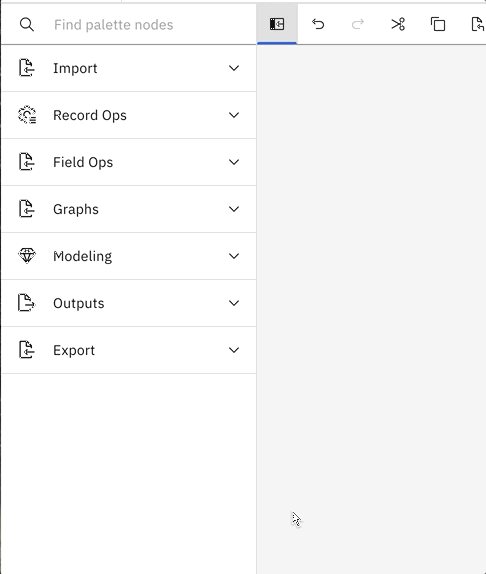 Find palette nodes
Import
Record Ops
Field Ops
Graphs
Modeling
Outputs
Export